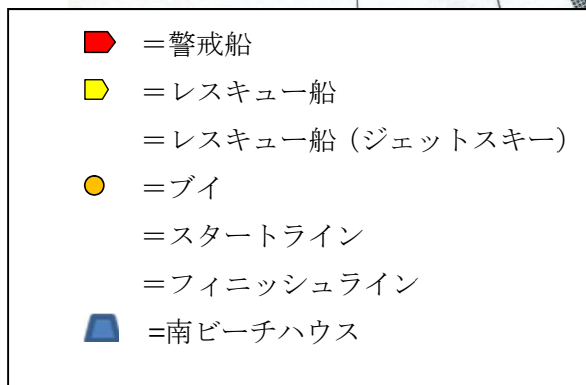 ＝警戒船
＝レスキュー船
＝レスキュー船（ジェットスキー）
＝ブイ
＝スタートライン
＝フィニッシュライン
=南ビーチハウス